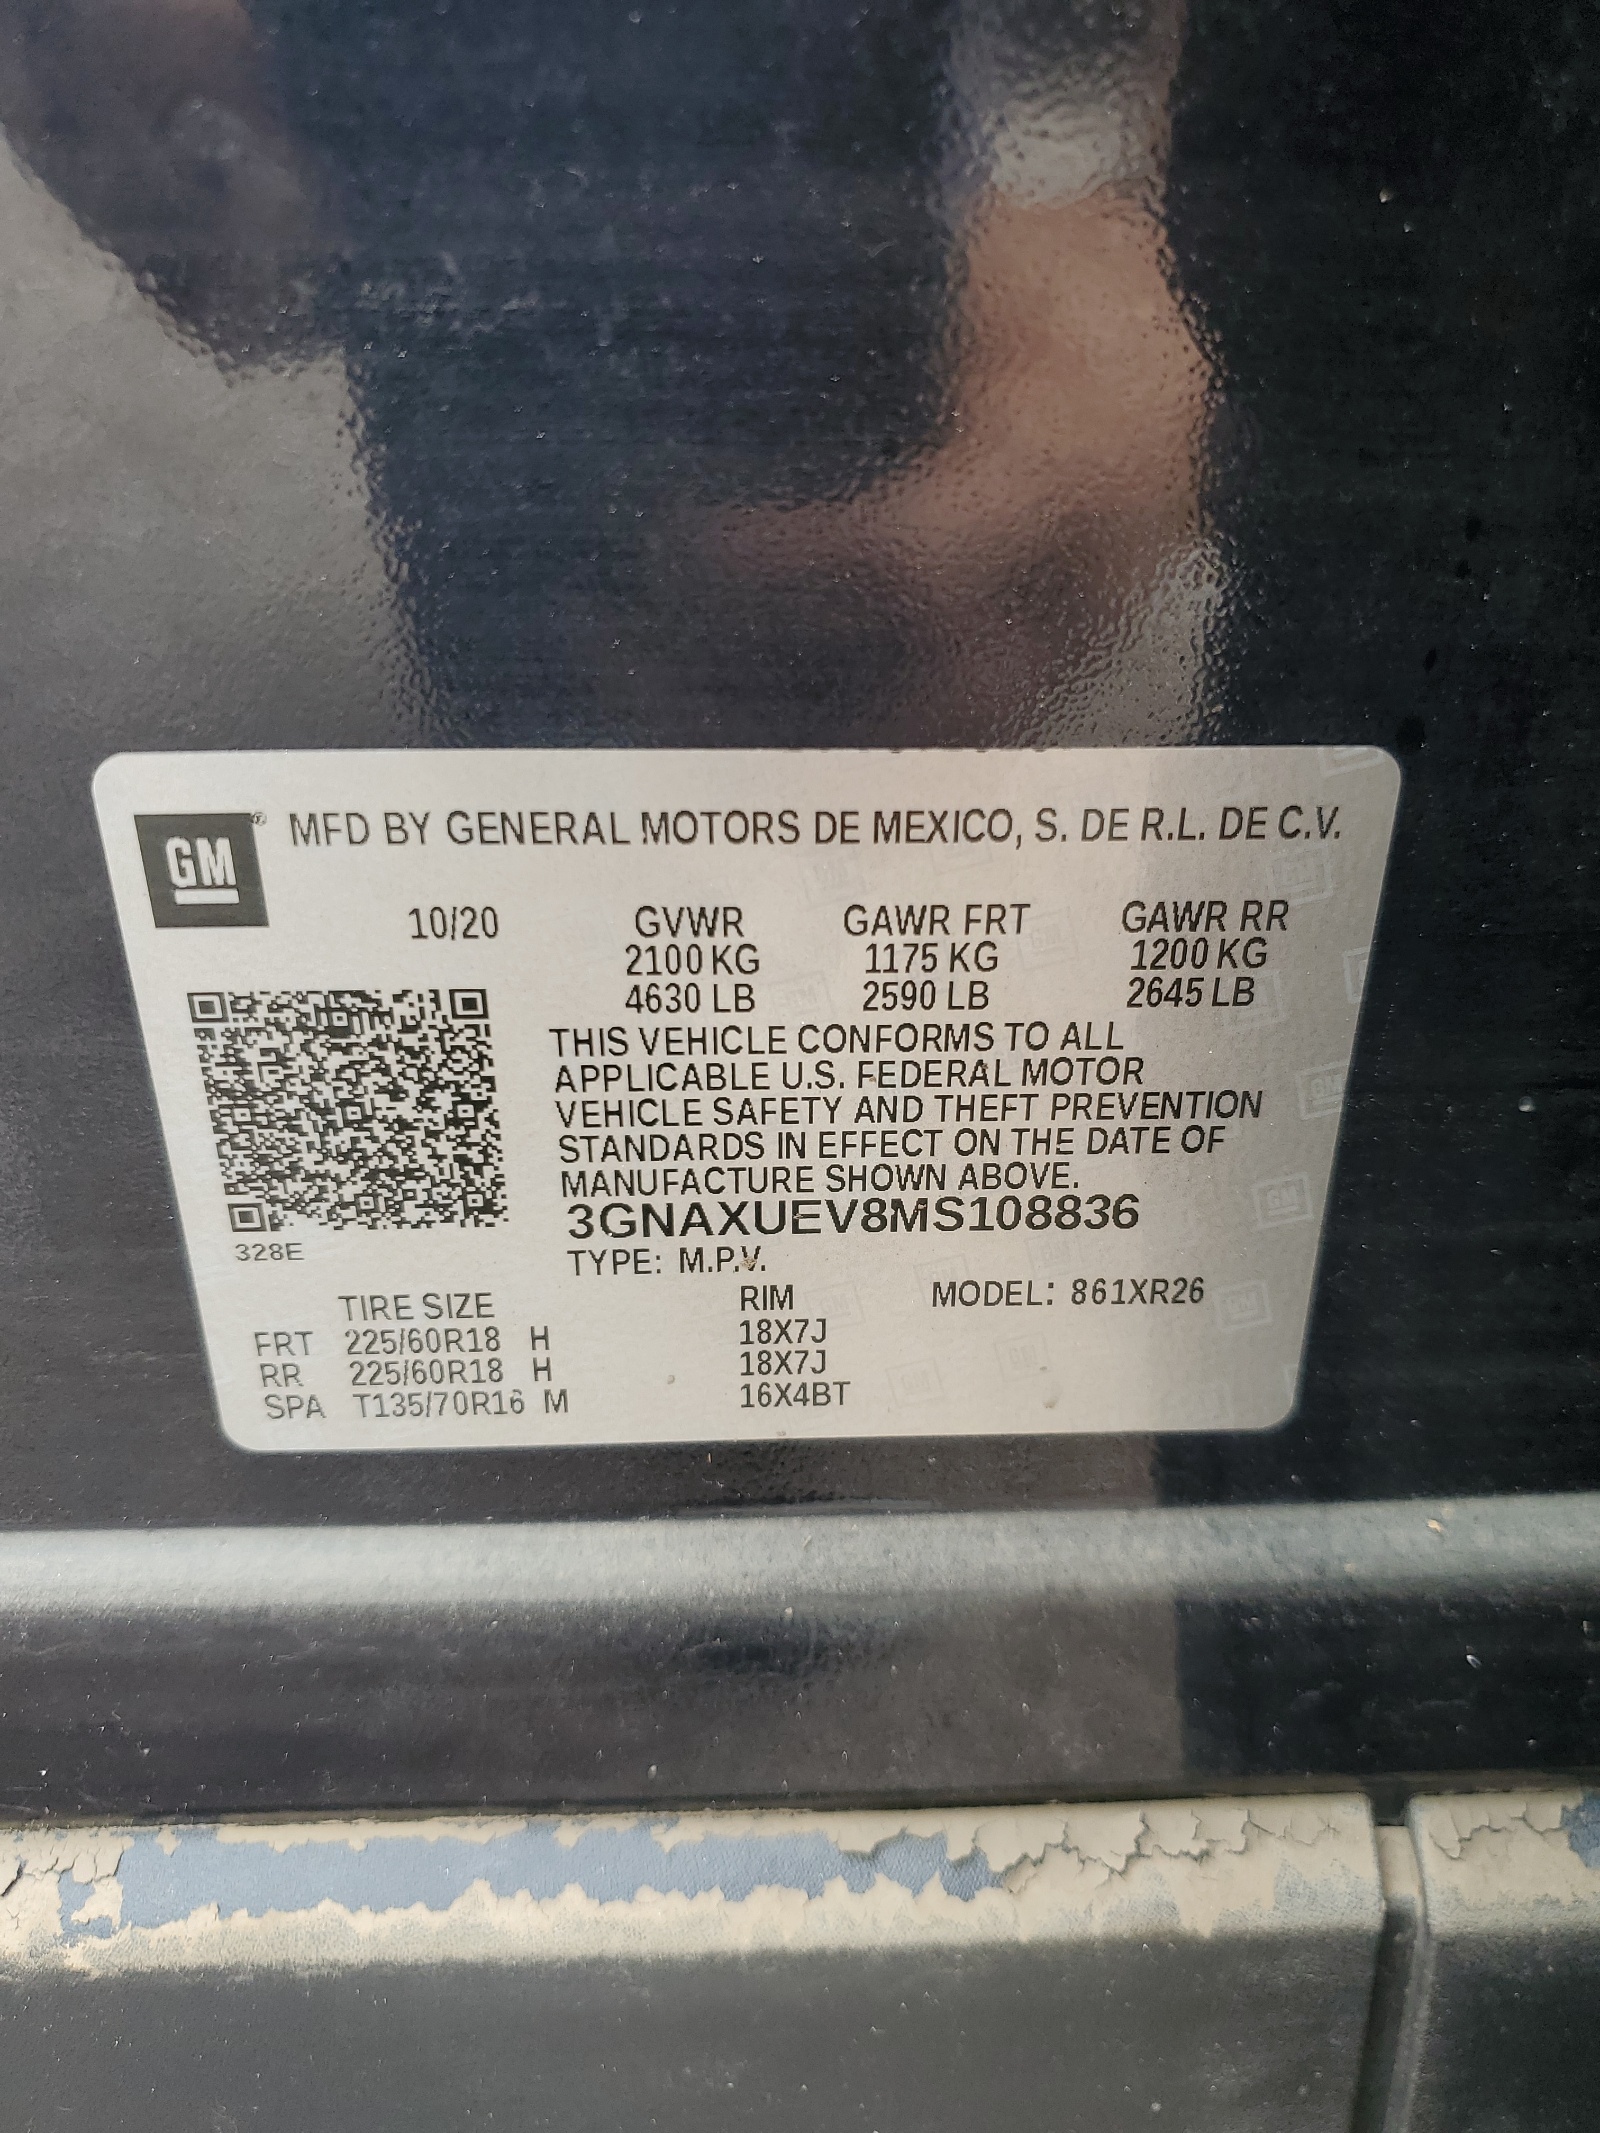 GM ® MFD BY GENERAL MOTORS DE MEXICO, S. DE R.L. DE C.V.
10/20 GVWR GAWR FRT GAWR RR
2100 KG 1175 KG 1200 KG
4630 LB 2590 LB 2645 LB
THIS VEHICLE CONFORMS TO ALL
APPLICABLE U.S. FEDERAL MOTOR
VEHICLE SAFETY AND THEFT PREVENTION
STANDARDS IN EFFECT ON THE DATE OF
MANUFACTURE SHOWN ABOVE.
3GNAXUEV8MS108836
328E
TYPE: M.P.V.
TIRE SIZE RIM MODEL: 861XR26
FRT 225/60R18 H 18X7J
RR 225/60R18 H 18X7J
SPA T135/70R16 M 16X4BT